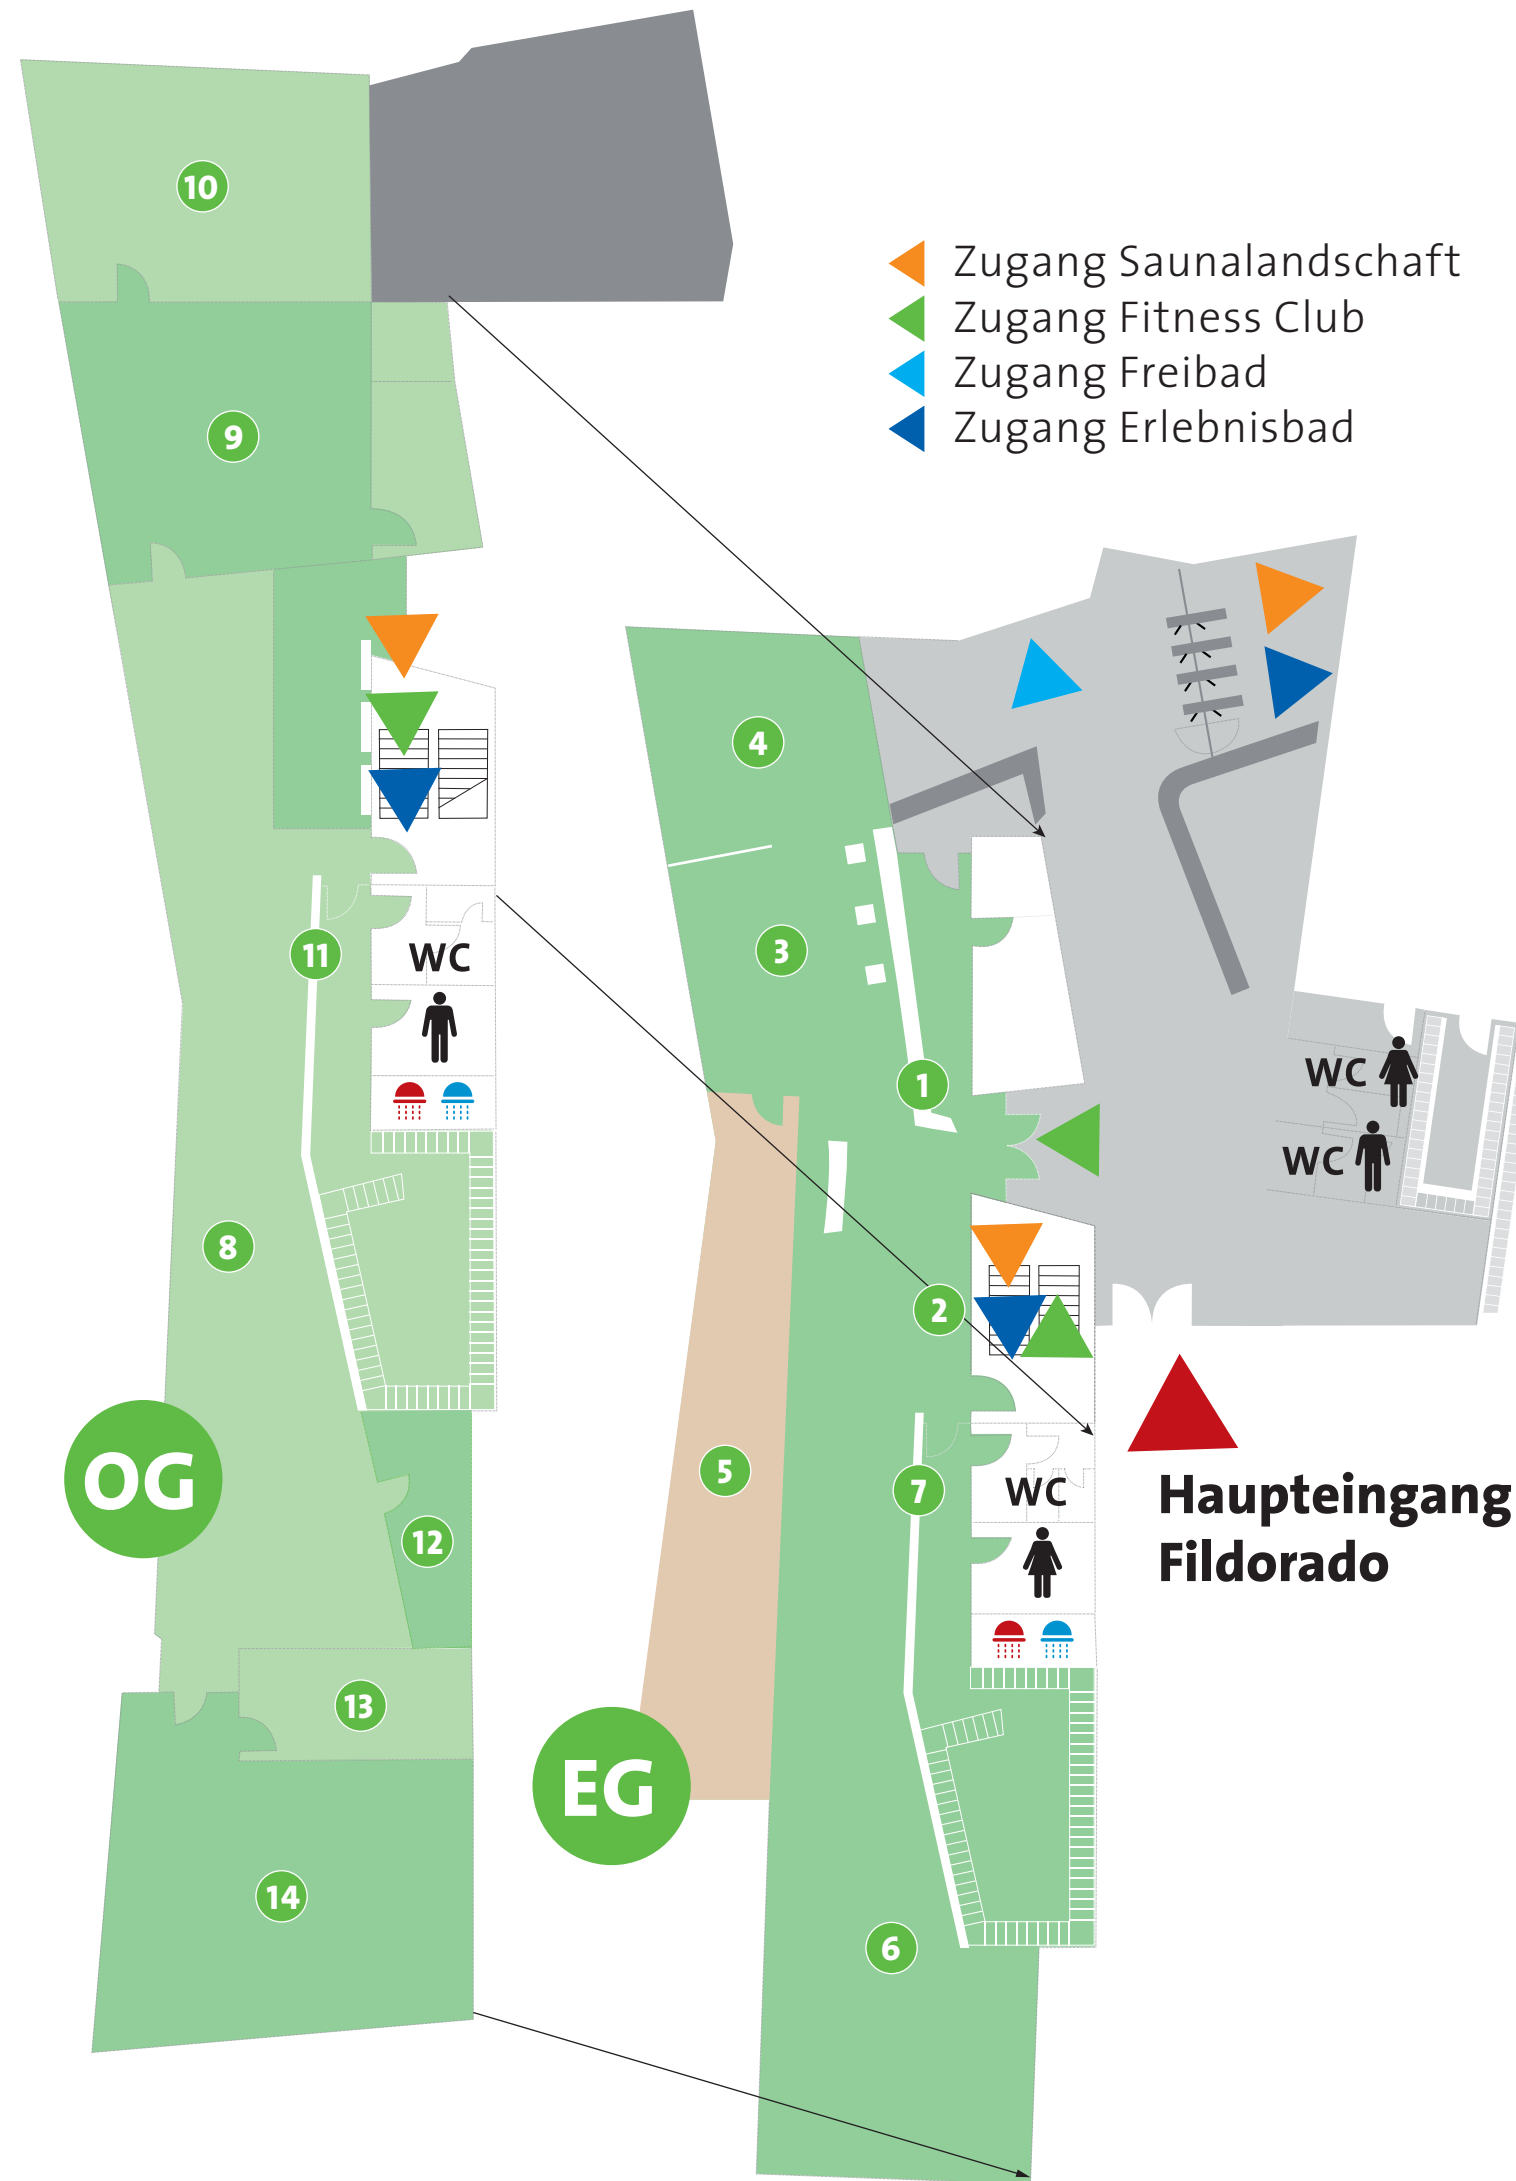 10
Zugang Saunalandschaft
Zugang Fitness Club
Zugang Freibad
Zugang Erlebnisbad
9
4
3
11
WC
1
WC
WC
8
2
OG
5
7
WC
Haupteingang
Fildorado
12
13
EG
14
6